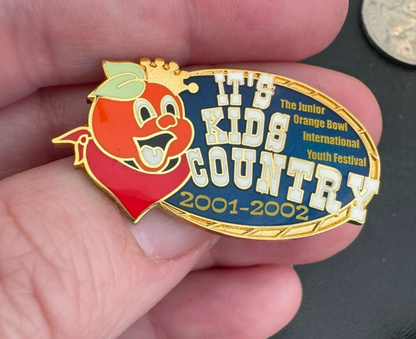 IT'S
KIDS
COUNTRY
The Junior
Orange Bowl
International
Youth Festival
2001-2002